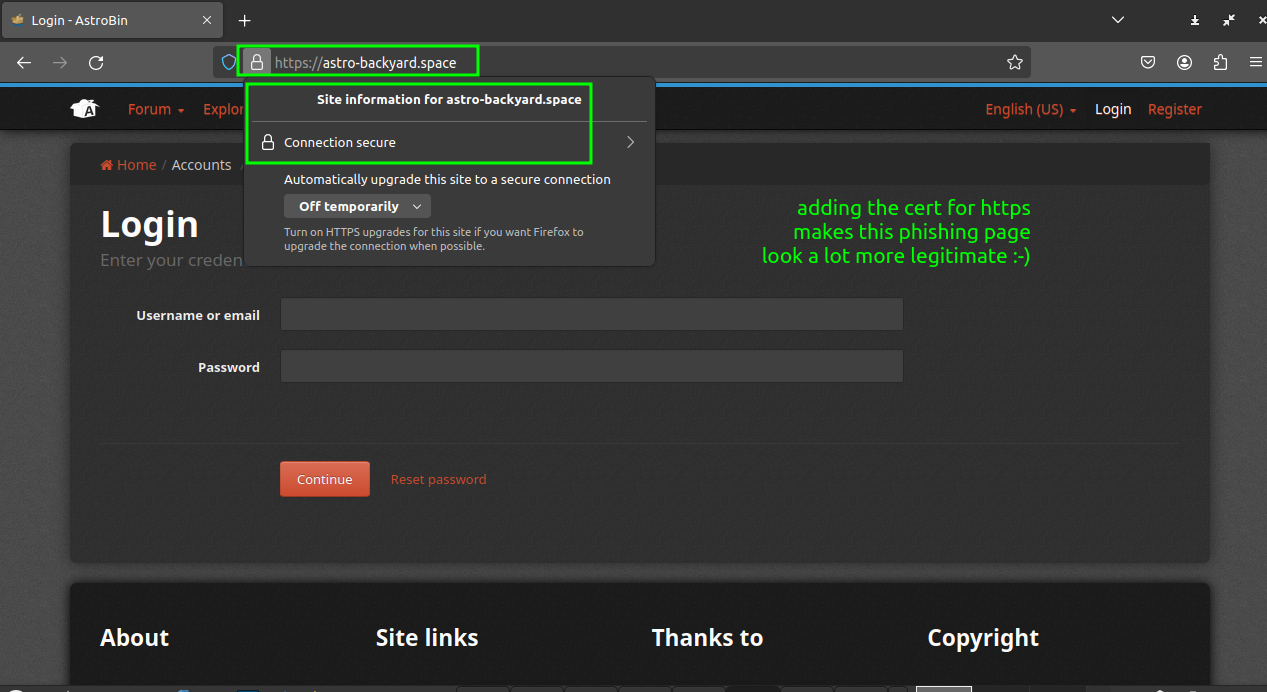 Login - AstroBin
https://astro-backyard.space
Site information for astro-backyard.space
Forum
Explor
English (US)
Login
Register
Connection secure
Home / Accounts /
Automatically upgrade this site to a secure connection
Off temporarily
Turn on HTTPS upgrades for this site if you want Firefox to
upgrade the connection when possible.
adding the cert for https
makes this phishing page
look a lot more legitimate :-)
Login
Enter your creden
Username or email
Password
Continue
Reset password
About
Site links
Thanks to
Copyright